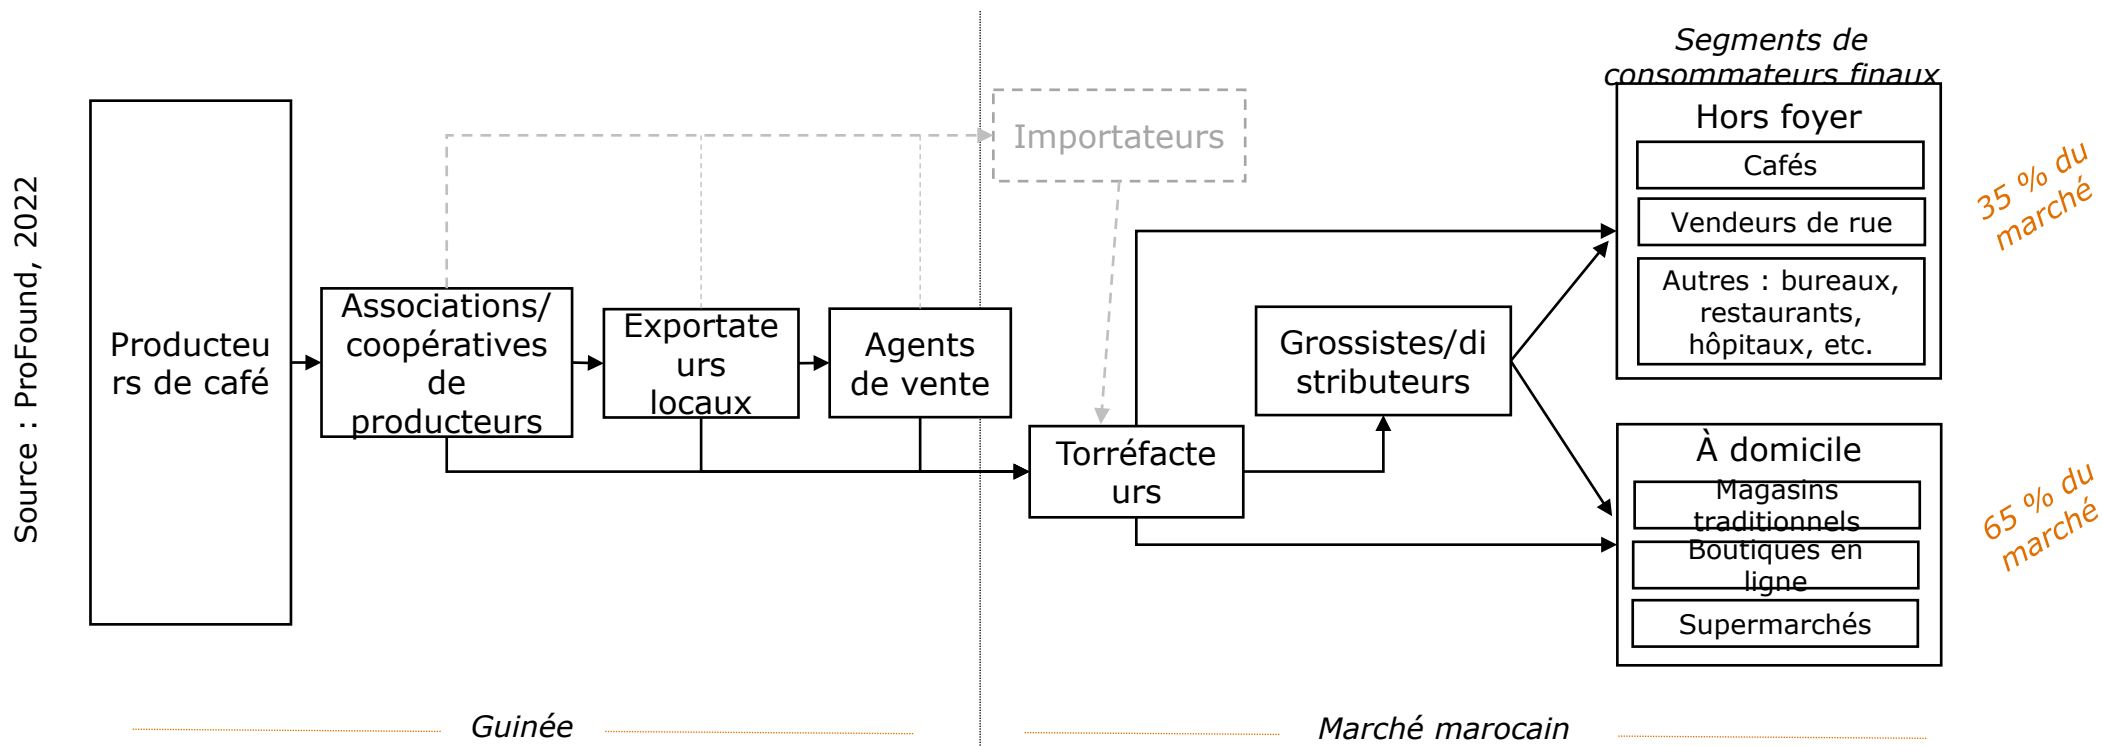 Source : ProFound, 2022
Producteu
rs de café
Associations/
coopératives
de
producteurs
Exportate
urs
locaux
Agents
de vente
Importateurs
Torréfacte
urs
Grossistes/di
stributeurs
Segments de
consommateurs finaux
Hors foyer
Cafés
Vendeurs de rue
Autres : bureaux,
restaurants,
hôpitaux, etc.
35 % du
marché
À domicile
Magasins
traditionnels
Boutiques en
ligne
Supermarchés
65 % du
marché
Guinée
Marché marocain